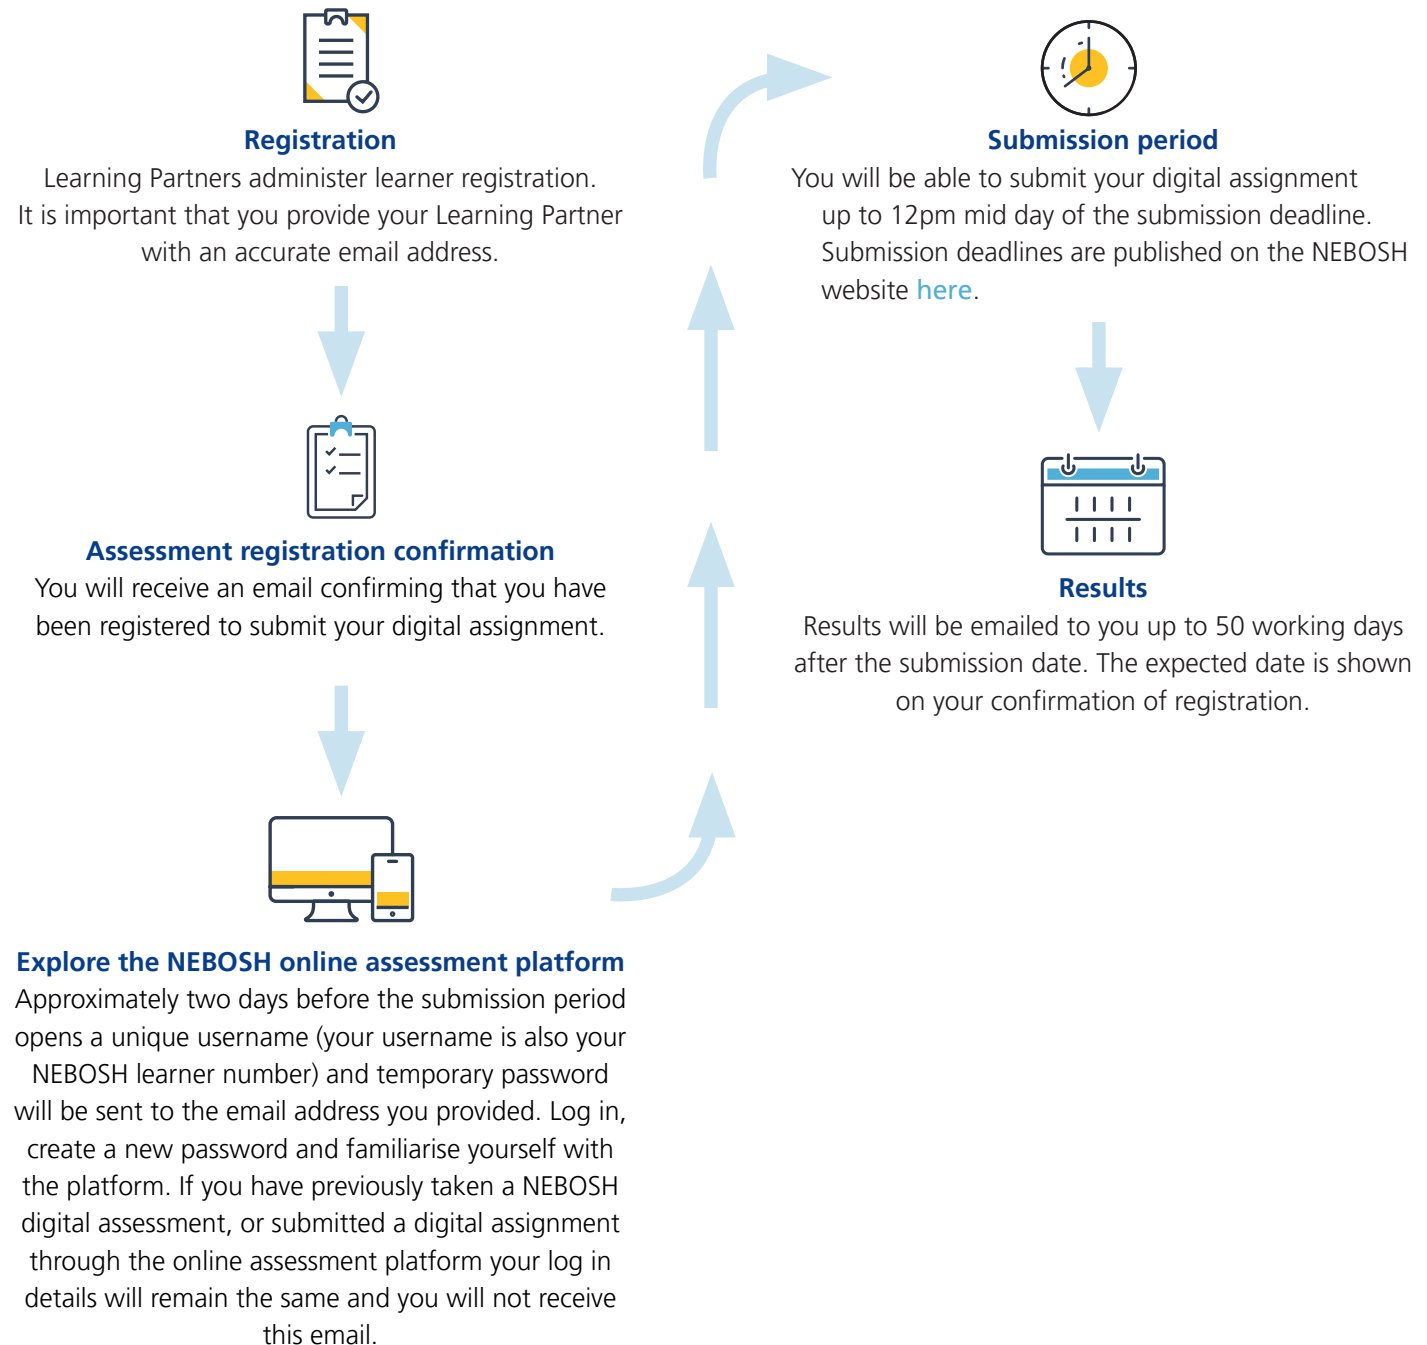 Registration
Learning Partners administer learner registration.
It is important that you provide your Learning Partner
with an accurate email address.
Assessment registration confirmation
You will receive an email confirming that you have
been registered to submit your digital assignment.
Explore the NEBOSH online assessment platform
Approximately two days before the submission period
opens a unique username (your username is also your
NEBOSH learner number) and temporary password
will be sent to the email address you provided. Log in,
create a new password and familiarise yourself with
the platform. If you have previously taken a NEBOSH
digital assessment, or submitted a digital assignment
through the online assessment platform your log in
details will remain the same and you will not receive
this email.
Submission period
You will be able to submit your digital assignment
up to 12pm mid day of the submission deadline.
Submission deadlines are published on the NEBOSH
website here.
Results
Results will be emailed to you up to 50 working days
after the submission date. The expected date is shown
on your confirmation of registration.